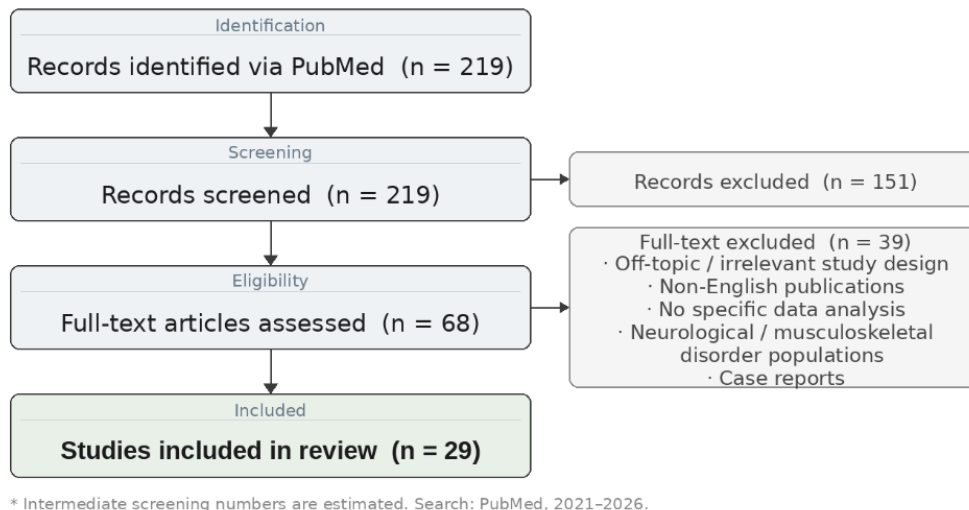 Identification
Records identified via PubMed (n = 219)
Screening
Records screened (n = 219)
Records excluded (n = 151)
Eligibility
Full-text articles assessed (n = 68)
Full-text excluded (n = 39)
· Off-topic / irrelevant study design
· Non-English publications
· No specific data analysis
· Neurological / musculoskeletal
disorder populations
· Case reports
Included
Studies included in review (n = 29)
* Intermediate screening numbers are estimated. Search: PubMed, 2021–2026.